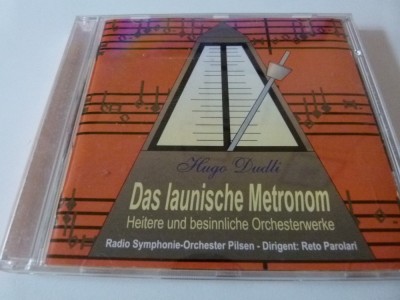 Hugo Dudli
Das launische Metronom
Heitere und besinnliche Orchesterwerke
Radio Symphonie-Orchester Pilsen - Dirigent: Reto Parolari